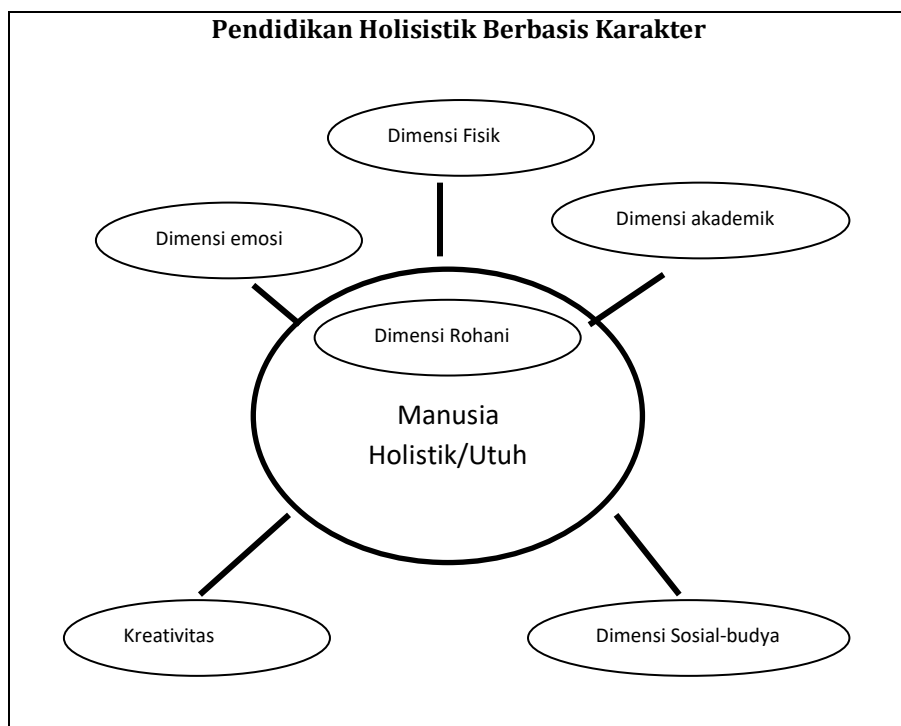 Pendidikan Holisistik Berbasis Karakter
Dimensi Fisik
Dimensi emosi
Dimensi akademik
Dimensi Rohani
Manusia
Holistik/Utuh
Kreativitas
Dimensi Sosial-budya